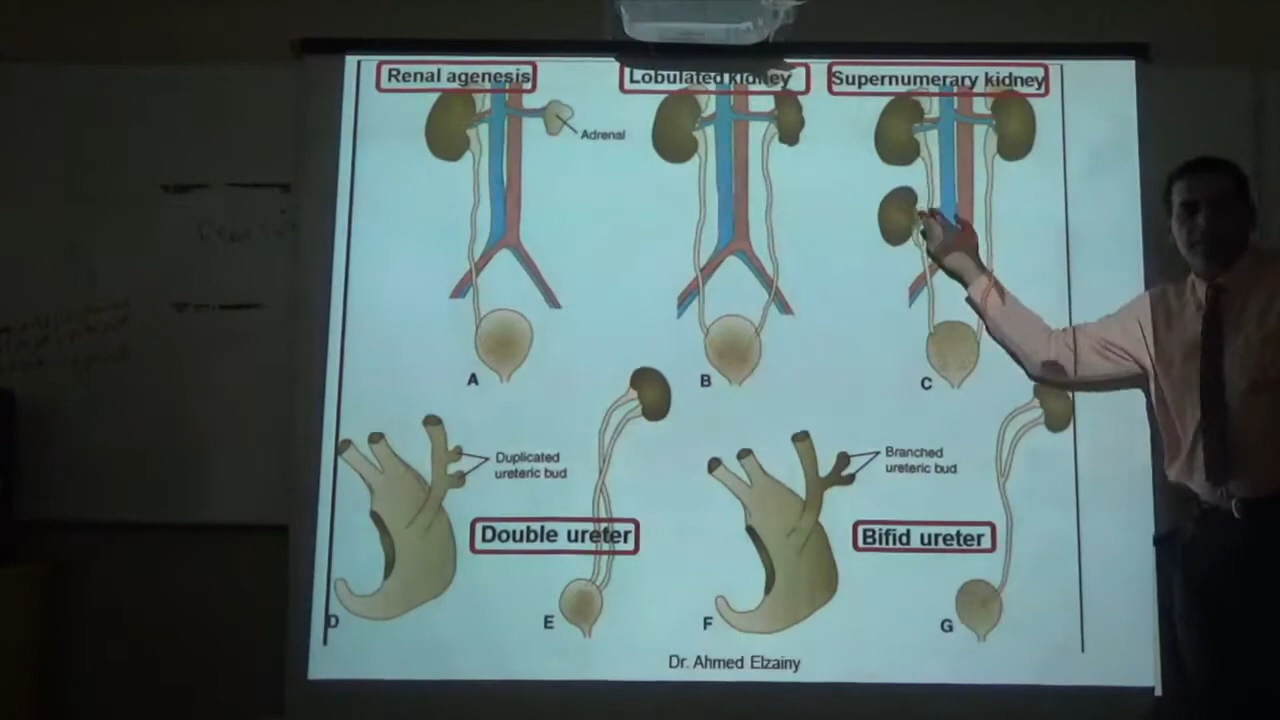 Renal agenesis
Lobulated kidney
Supernumerary kidney
Adrenal
A
B
C
Duplicated
ureteric bud
Branched
ureteric bud
Double ureter
Bifid ureter
D
E
F
G
Dr. Ahmed Elzainy